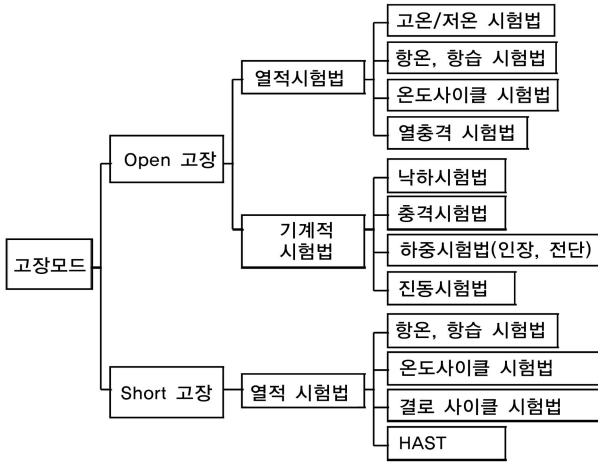 고장모드
Open 고장
열적시험법
고온/저온 시험법
항온, 항습 시험법
온도사이클 시험법
열충격 시험법
기계적
시험법
낙하시험법
충격시험법
하중시험법(인장, 전단)
진동시험법
Short 고장
열적 시험법
항온, 항습 시험법
온도사이클 시험법
결로 사이클 시험법
HAST